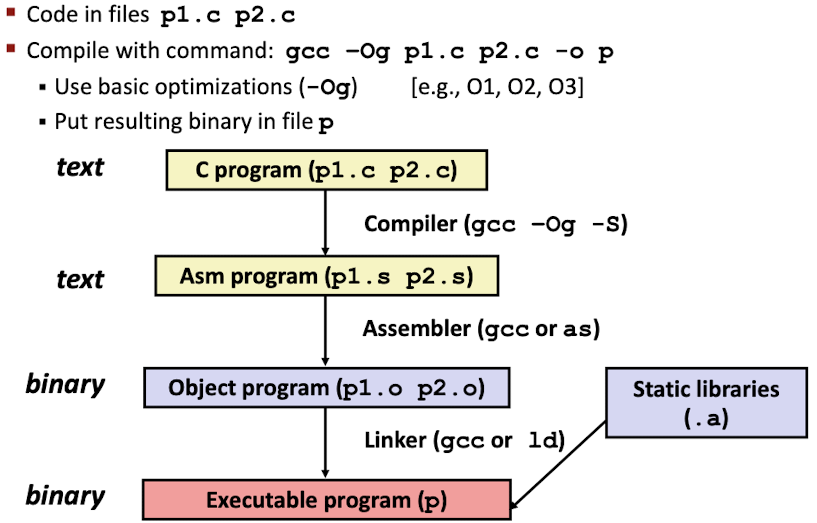 ▪ Code in files p1.c p2.c
▪ Compile with command: gcc –Og p1.c p2.c -o p
▪ Use basic optimizations (–Og) [e.g., O1, O2, O3]
▪ Put resulting binary in file p
text
C program (p1.c p2.c)
Compiler (gcc –Og -S)
text
Asm program (p1.s p2.s)
Assembler (gcc or as)
binary
Object program (p1.o p2.o)
Static libraries
(.a)
Linker (gcc or ld)
binary
Executable program (p)